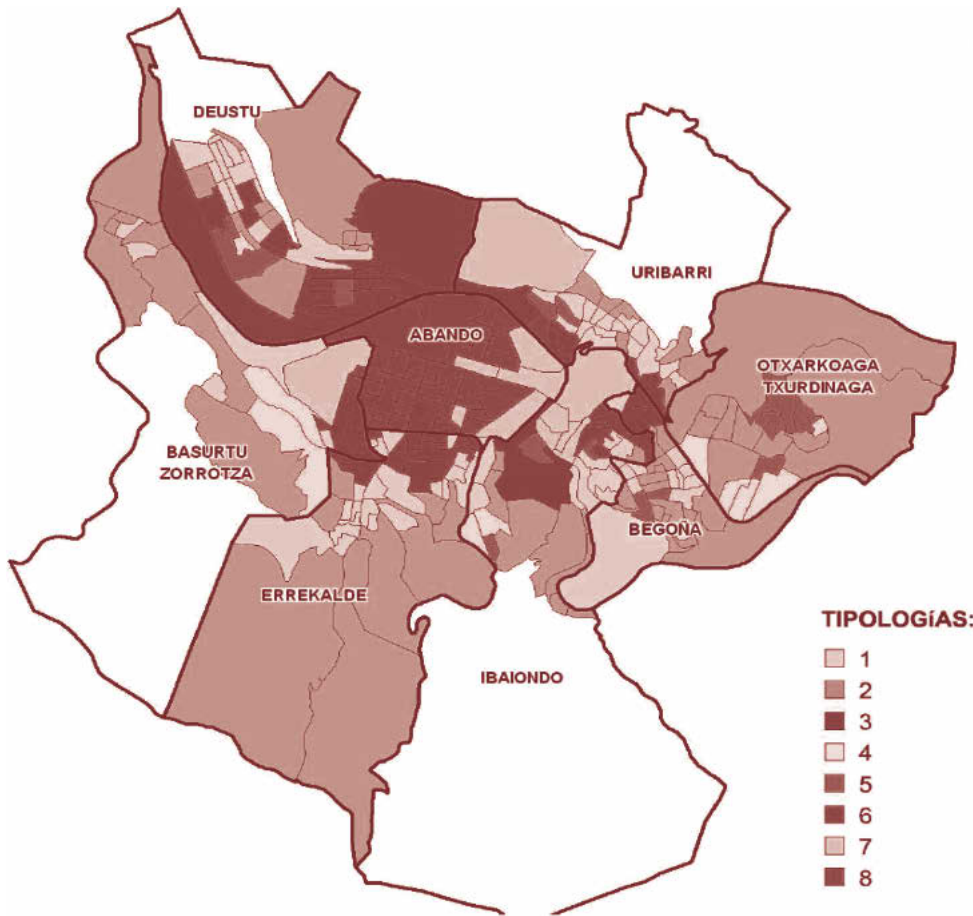 DEUSTU
URIBARRI
ABANDO
OTXARKOAGA
TXURDINAGA
BASURTU
ZORROTZA
BEGOÑA
ERREKALDE
IBAIONDO
TIPOLOGíAS:
1
2
3
4
5
6
7
8